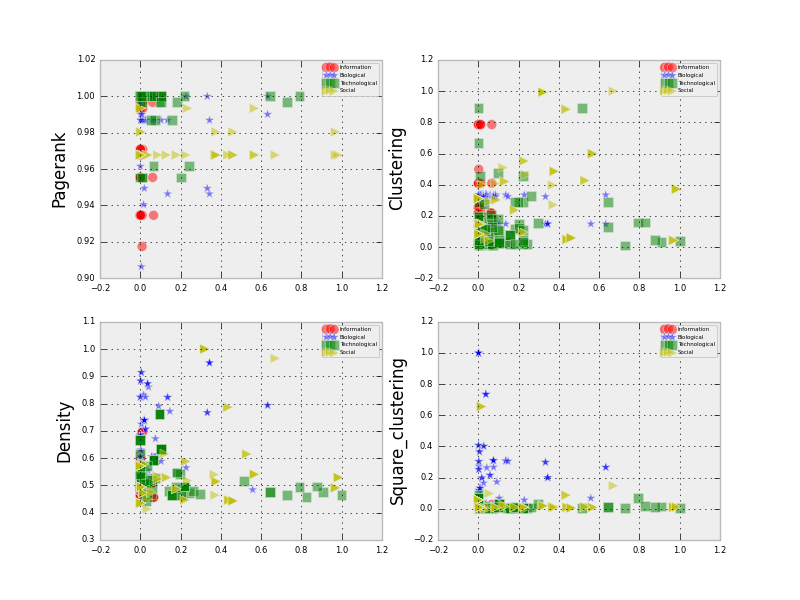 1.02
1.00
0.98
0.96
0.94
0.92
0.90
Pagerank
−0.2 0.0 0.2 0.4 0.6 0.8 1.0 1.2
Information
Biological
Technological
Social
1.2
1.0
0.8
0.6
0.4
0.2
0.0
−0.2
Clustering
−0.2 0.0 0.2 0.4 0.6 0.8 1.0 1.2
Information
Biological
Technological
Social
1.1
1.0
0.9
0.8
0.7
0.6
0.5
0.4
0.3
Density
−0.2 0.0 0.2 0.4 0.6 0.8 1.0 1.2
Information
Biological
Technological
Social
1.2
1.0
0.8
0.6
0.4
0.2
0.0
−0.2
Square_clustering
−0.2 0.0 0.2 0.4 0.6 0.8 1.0 1.2
Information
Biological
Technological
Social